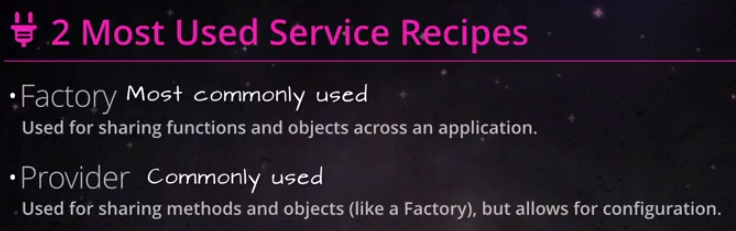 2 Most Used Service Recipes
•Factory Most commonly used
Used for sharing functions and objects across an application.
•Provider Commonly used
Used for sharing methods and objects (like a Factory), but allows for configuration.